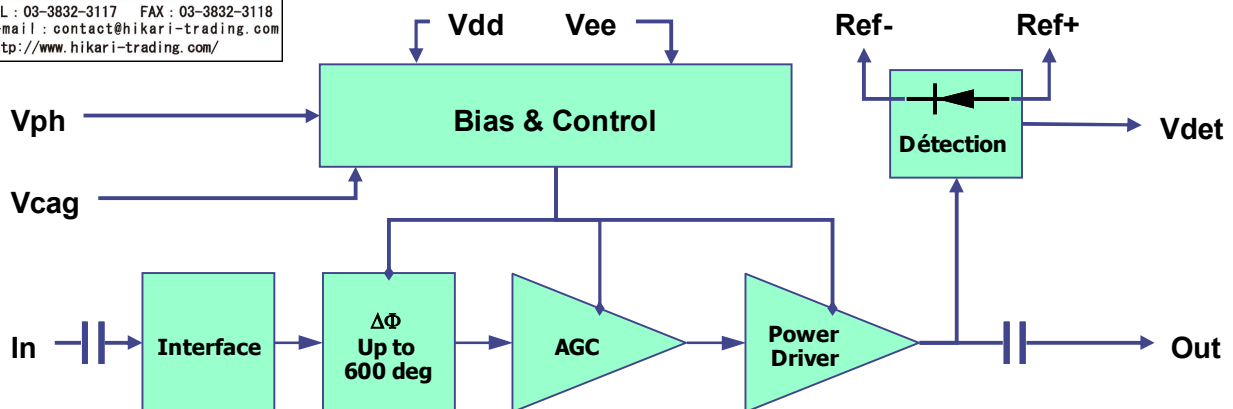 L : 03-3832-3117 FAX : 03-3832-3118
mail : contact@hikari-trading.com
tp://www.hikari-trading.com/
Vdd Vee Ref- Ref+
Vph
Bias & Control
Détection
Vdet
Vcag
In
Interface
ΔΦ
Up to
600 deg
AGC
Power
Driver
Out